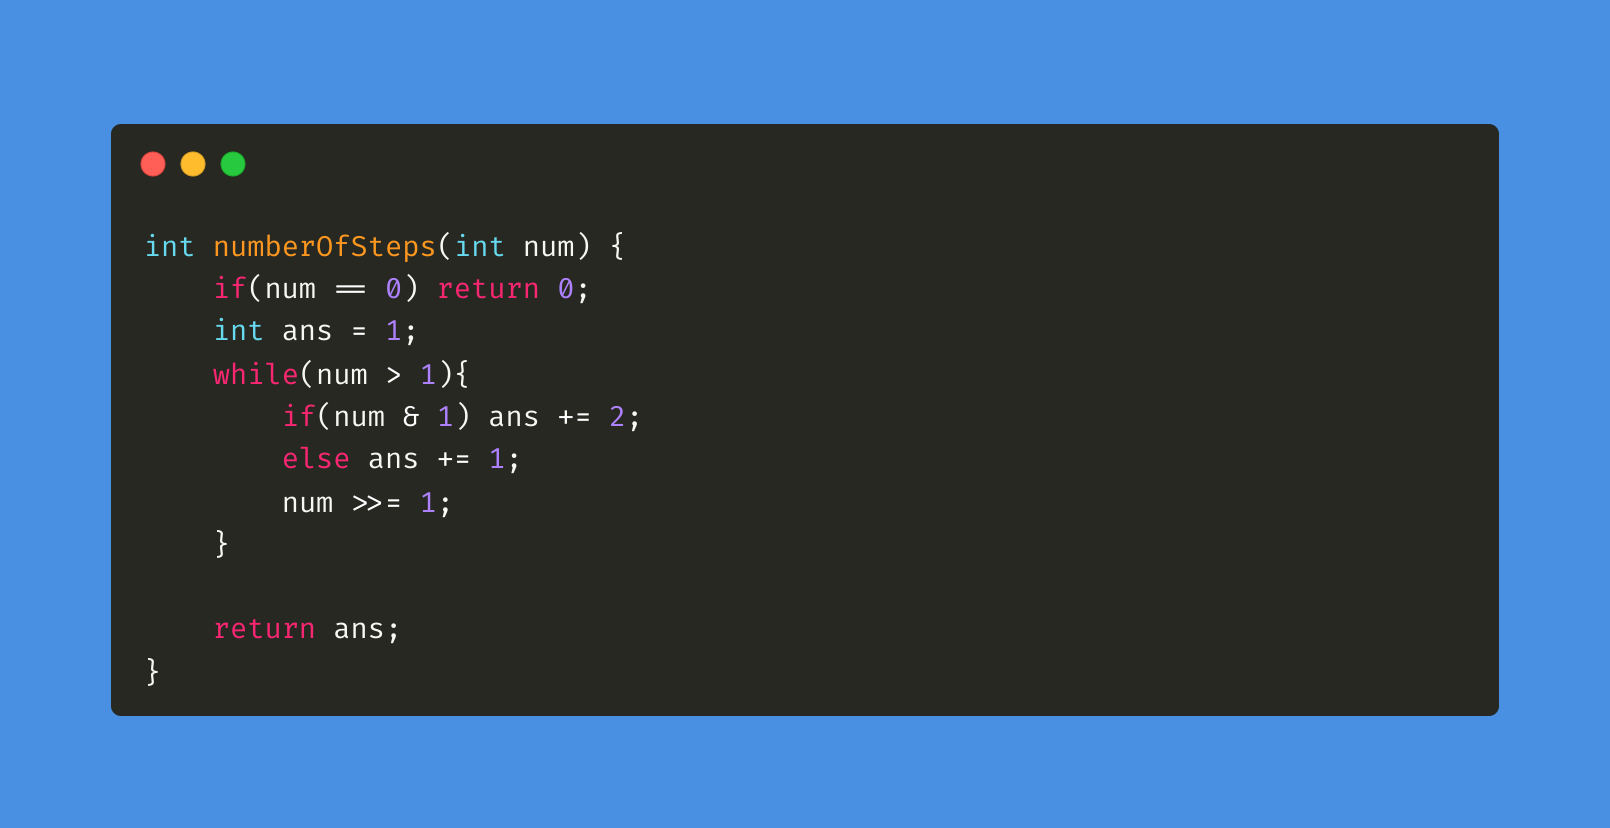 int numberOfSteps(int num) {
    if(num == 0) return 0;
    int ans = 1;
    while(num > 1){
        if(num & 1) ans += 2;
        else ans += 1;
        num >>= 1;
    }

    return ans;
}